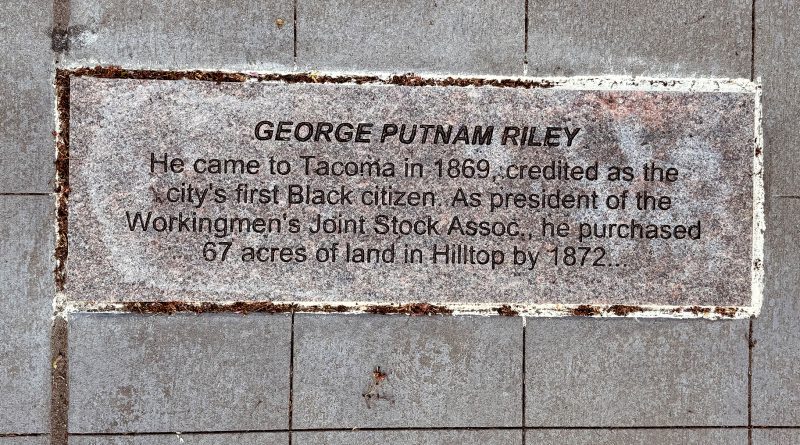 GEORGE PUTNAM RILEY
He came to Tacoma in 1869, credited as the
city's first Black citizen. As president of the
Workingmen's Joint Stock Assoc., he purchased
67 acres of land in Hilltop by 1872...